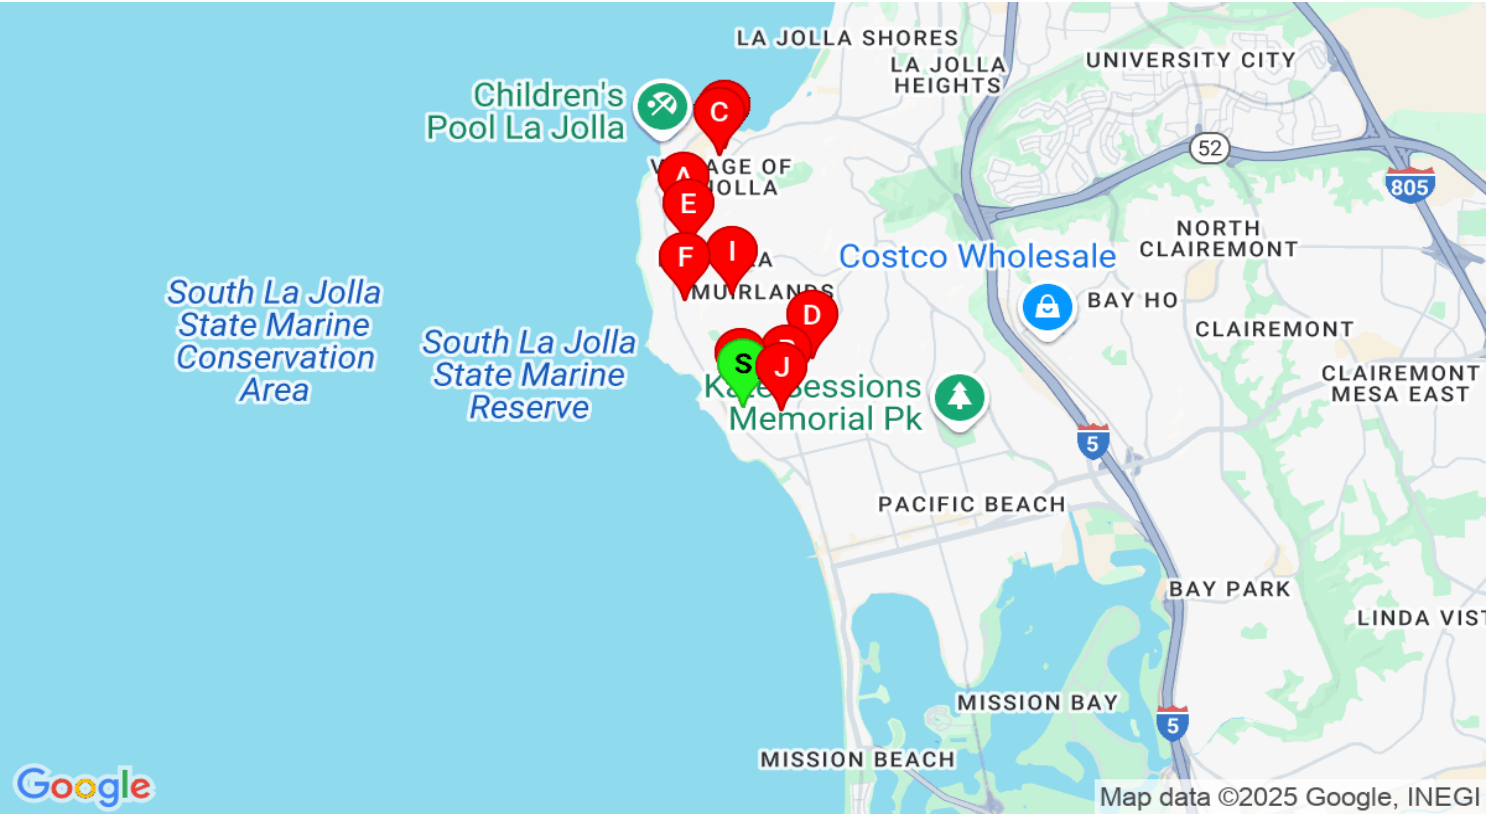 LA JOLLA SHORES
LA JOLLA
HEIGHTS
UNIVERSITY CITY
Children's
Pool La Jolla
C
52
805
A
E
NORTH
CLAIREMONT
F
I
MUIRLANDS
Costco Wholesale
BAY HO
South La Jolla
State Marine
Conservation
Area
South La Jolla
State Marine
Reserve
D
CLAIREMONT
CLAIREMONT
MESA EAST
S
J
Sessions
Memorial Pk
5
PACIFIC BEACH
BAY PARK
LINDA VIST
MISSION BAY
5
MISSION BEACH
Google
Map data ©2025 Google, INEGI